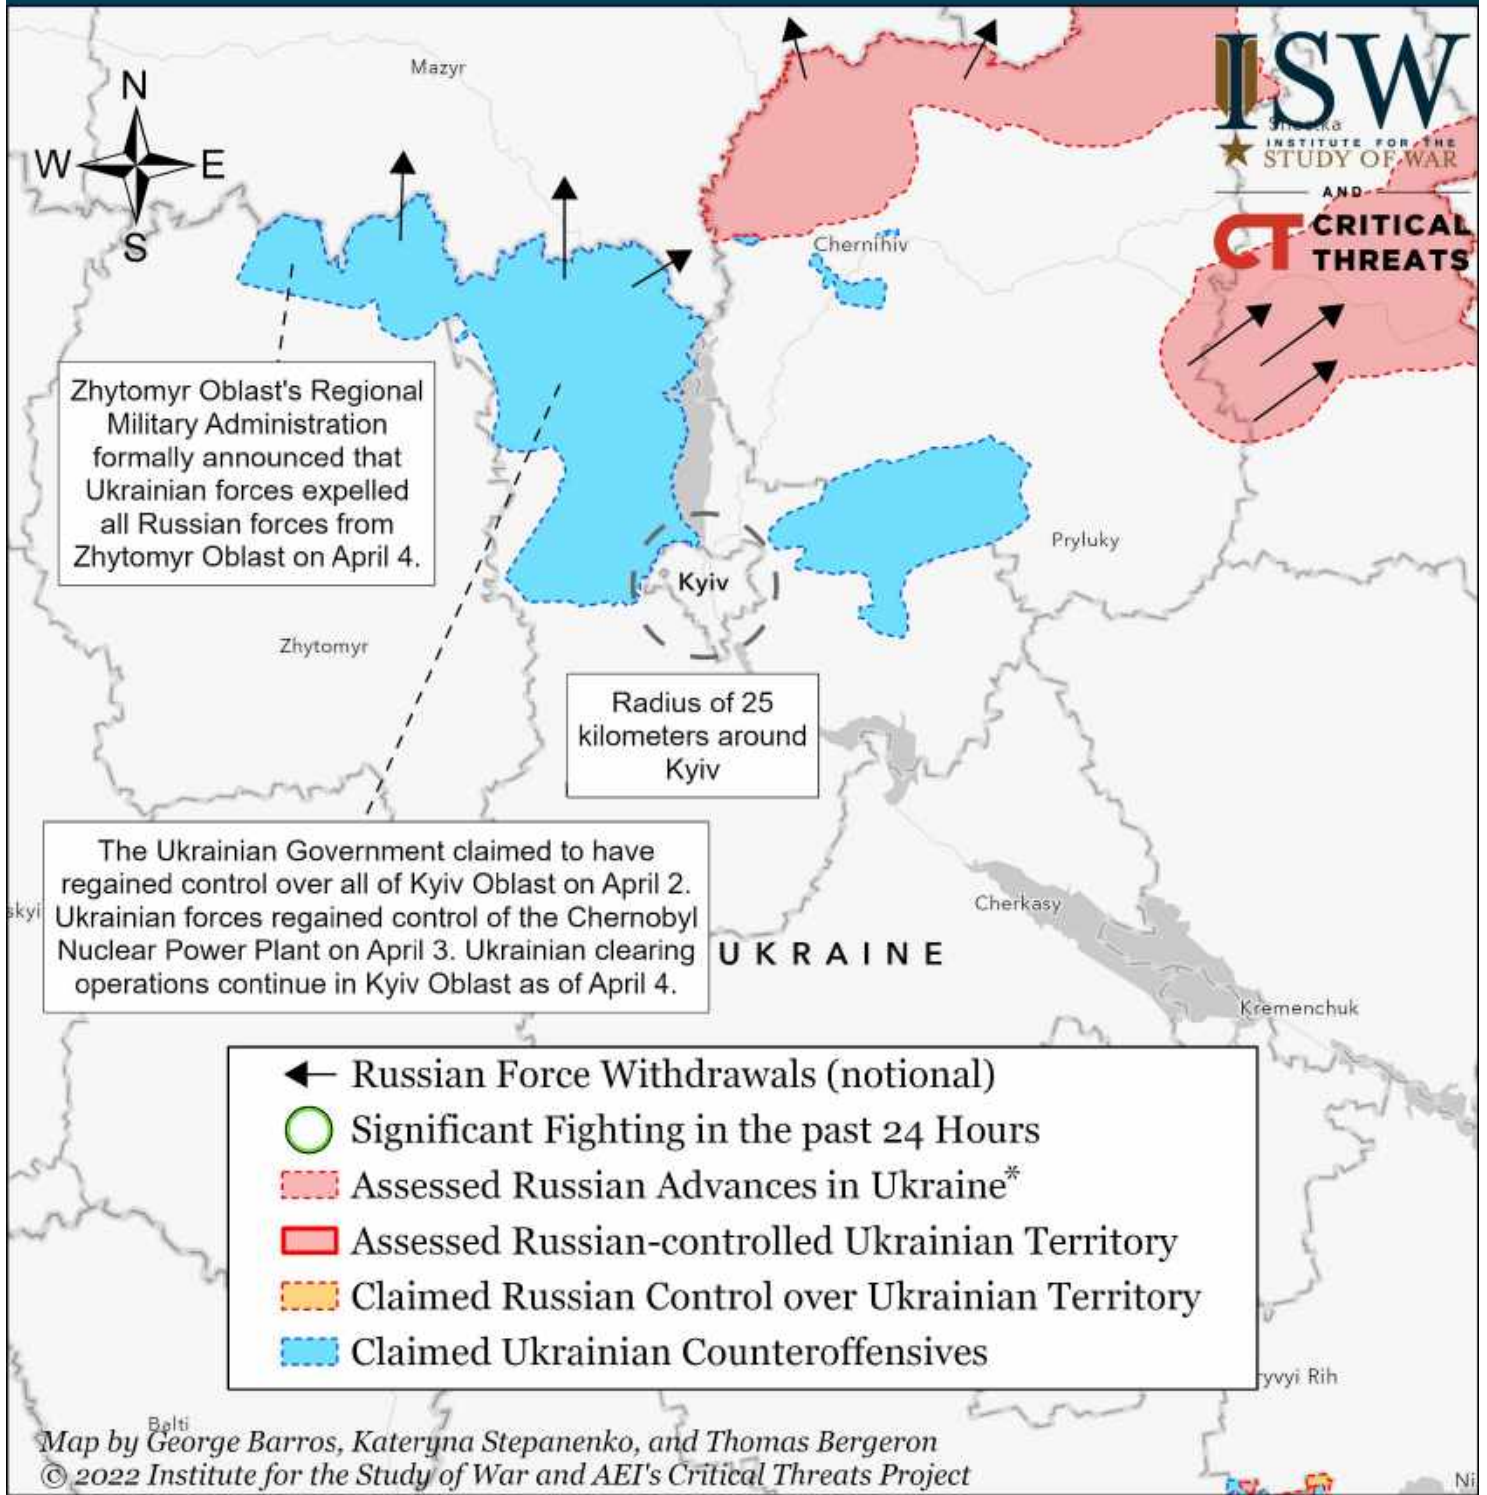 Mazyr
N
W E
S
ISW
Shostka
INSTITUTE FOR THE
STUDY OF WAR
AND
CT CRITICAL
THREATS
Chernihiv
Zhytomyr Oblast's Regional
Military Administration
formally announced that
Ukrainian forces expelled
all Russian forces from
Zhytomyr Oblast on April 4.
Pryluky
Kyiv
Zhytomyr
Radius of 25
kilometers around
Kyiv
The Ukrainian Government claimed to have
regained control over all of Kyiv Oblast on April 2.
Ukrainian forces regained control of the Chernobyl
Nuclear Power Plant on April 3. Ukrainian clearing
operations continue in Kyiv Oblast as of April 4.
skyi
Cherkasy
UKRAINE
Kremenchuk
Russian Force Withdrawals (notional)
Significant Fighting in the past 24 Hours
Assessed Russian Advances in Ukraine*
Assessed Russian-controlled Ukrainian Territory
Claimed Russian Control over Ukrainian Territory
Claimed Ukrainian Counteroffensives
ryvyi Rih
Balti
Map by George Barros, Kateryna Stepanenko, and Thomas Bergeron
© 2022 Institute for the Study of War and AEI's Critical Threats Project
Ni